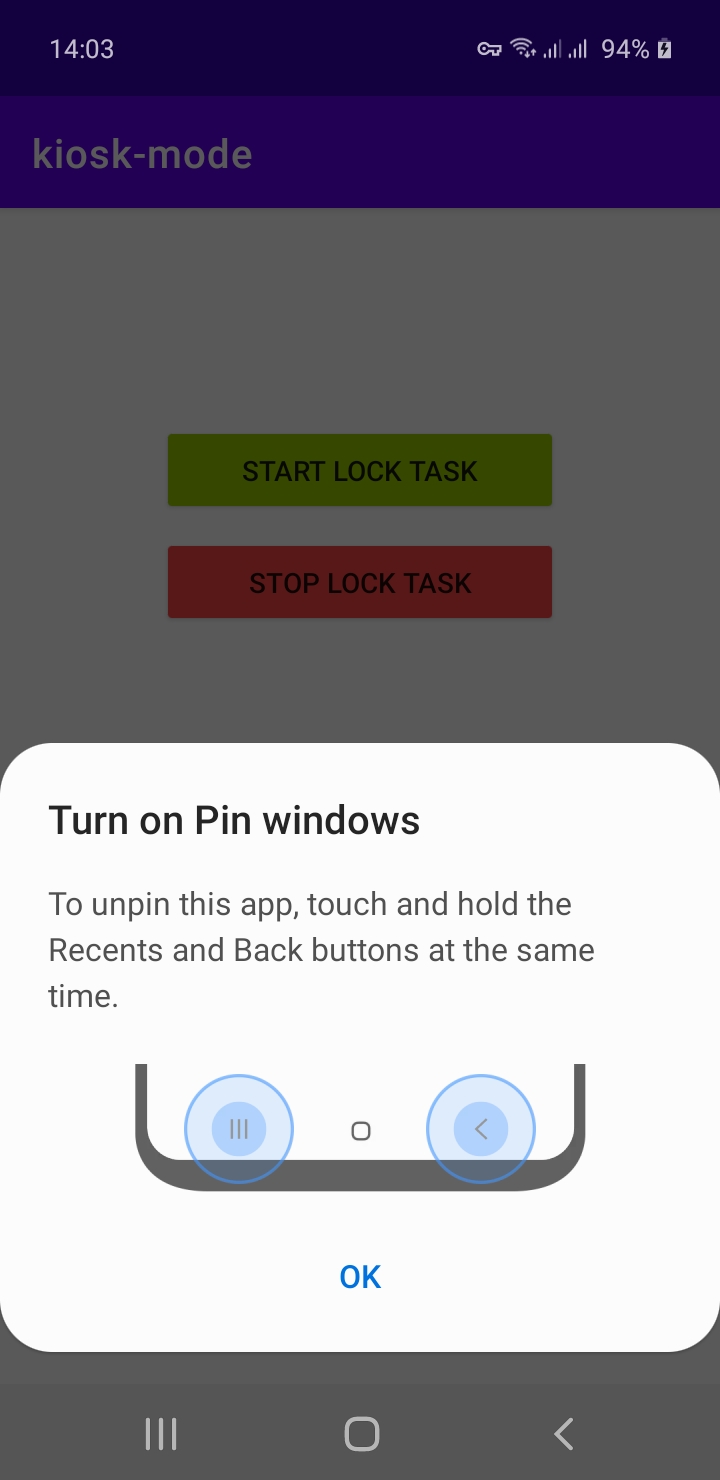 14:03 94%
kiosk-mode
START LOCK TASK
STOP LOCK TASK
Turn on Pin windows
To unpin this app, touch and hold the
Recents and Back buttons at the same
time.
OK